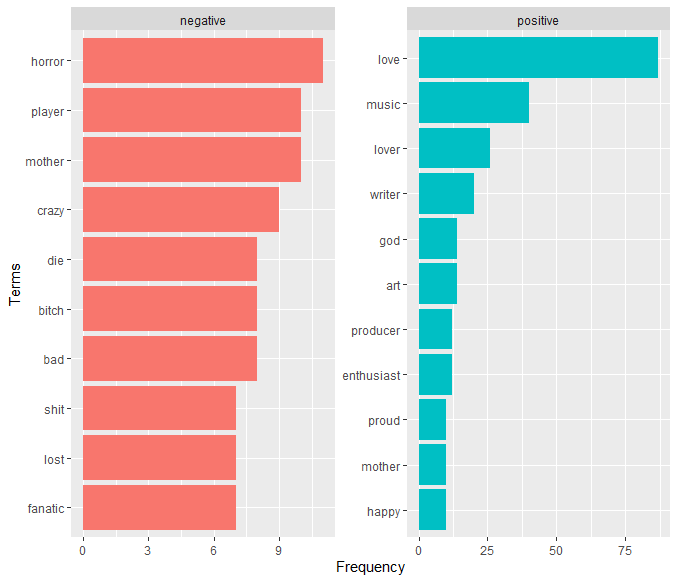 negative
positive
Terms
horror
player
mother
crazy
die
bitch
bad
shit
lost
fanatic
0 3 6 9
love
music
lover
writer
god
art
producer
enthusiast
proud
mother
happy
0 25 50 75
Frequency